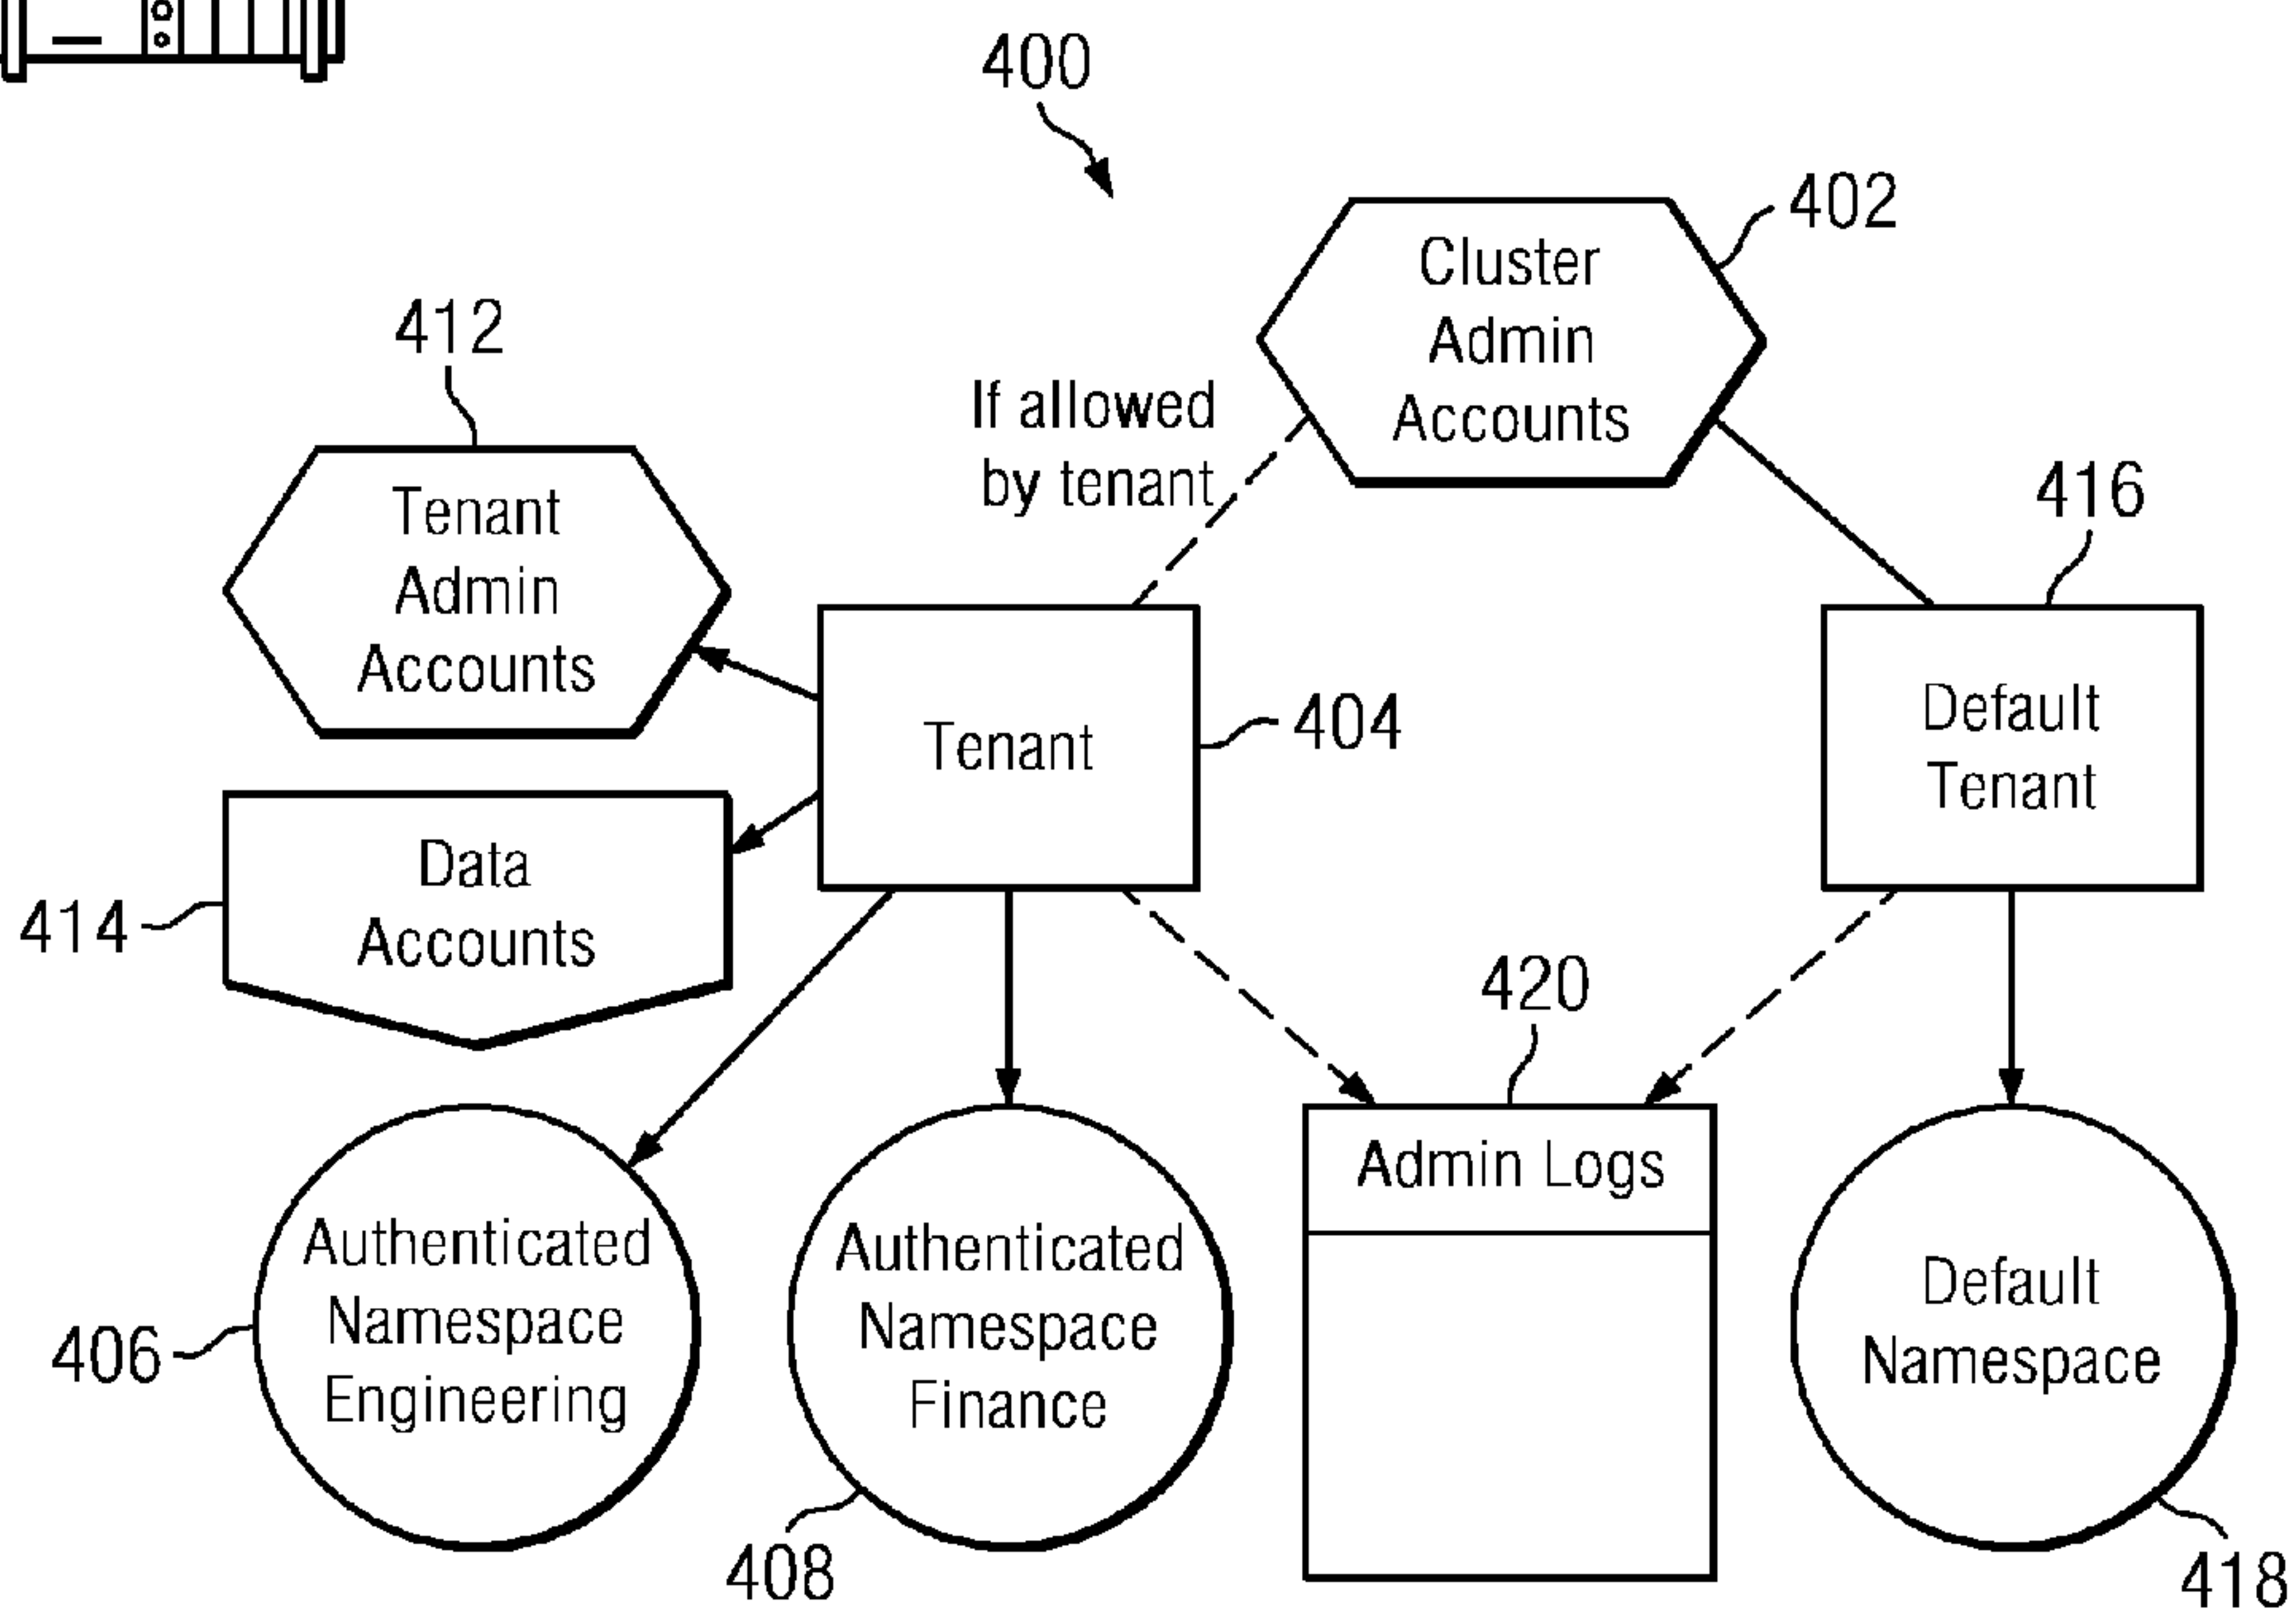 400
402
Cluster
Admin
Accounts
412
If allowed
by tenant
416
Tenant
Admin
Accounts
Tenant
404
Default
Tenant
Data
Accounts
414
420
Admin Logs
Authenticated
Namespace
Engineering
406
Authenticated
Namespace
Finance
408
Default
Namespace
418